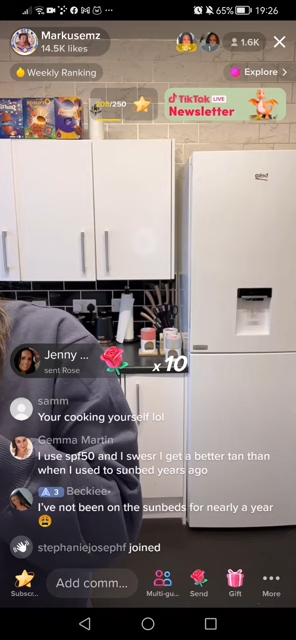 65% 19:26
Markusemz
14.5K likes
1.6K
Weekly Ranking
Explore >
/250
TikTok LIVE
Newsletter
Jenny ...
sent Rose
x10
samm
Your cooking yourself lol
Gemma Martin
I use spf50 and I swesr I get a better tan than
when I used to sunbed years ago
3 Beckiee•
I've not been on the sunbeds for nearly a year
😩
stephaniejosephf joined
Add comm...
Subscr...
Multi-gu...
Send
Gift
More